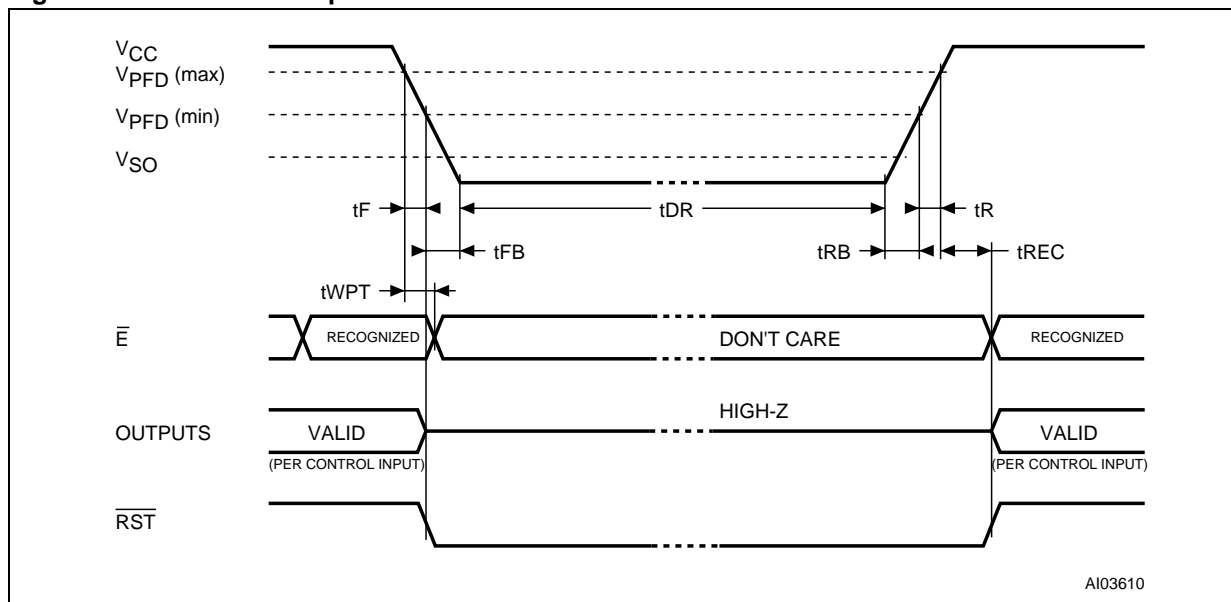 VCC
VPFD (max)
VPFD (min)
VSO
tF
tDR
tR
tFB
tRB
tREC
tWPT
E̅
RECOGNIZED
DON'T CARE
RECOGNIZED
HIGH-Z
OUTPUTS
VALID
VALID
(PER CONTROL INPUT)
(PER CONTROL INPUT)
R̅S̅T̅
AI03610